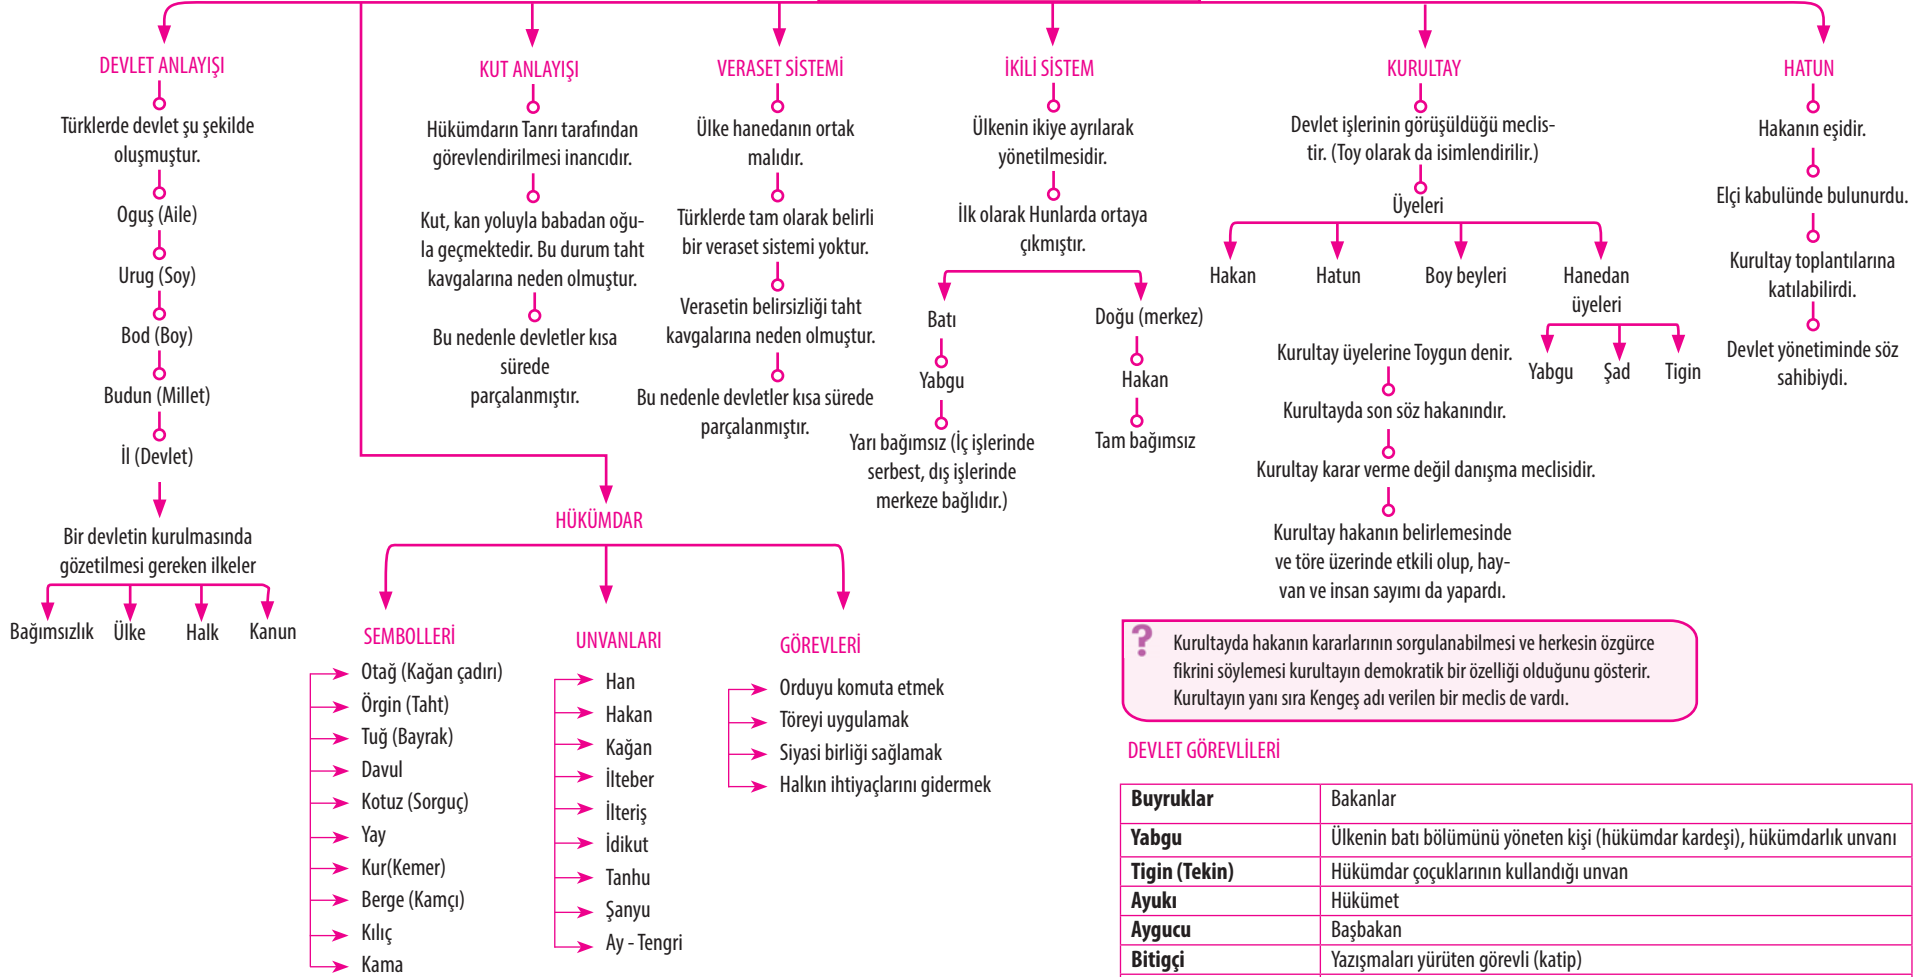 DEVLET ANLAYIŞI
Türklerde devlet şu şekilde
oluşmuştur.
Oguş (Aile)
Urug (Soy)
Bod (Boy)
Budun (Millet)
İl (Devlet)
Bir devletin kurulmasında
gözetilmesi gereken ilkeler
Bağımsızlık
Ülke
Halk
Kanun
KUT ANLAYIŞI
Hükümdarın Tanrı tarafından
görevlendirilmesi inancıdır.
Kut, kan yoluyla babadan oğu-
la geçmektedir. Bu durum taht
kavgalarına neden olmuştur.
Bu nedenle devletler kısa
sürede
parçalanmıştır.
VERASET SİSTEMİ
Ülke hanedanın ortak
malıdır.
Türklerde tam olarak belirli
bir veraset sistemi yoktur.
Verasetin belirsizliği taht
kavgalarına neden olmuştur.
Bu nedenle devletler kısa sürede
parçalanmıştır.
İKİLİ SİSTEM
Ülkenin ikiye ayrılarak
yönetilmesidir.
İlk olarak Hunlarda ortaya
çıkmıştır.
Batı
Yabgu
Yarı bağımsız (İç işlerinde
serbest, dış işlerinde
merkeze bağlıdır.)
Doğu (merkez)
Hakan
Tam bağımsız
KURULTAY
Devlet işlerinin görüşüldüğü meclis-
tir. (Toy olarak da isimlendirilir.)
Üyeleri
Hakan
Hatun
Boy beyleri
Hanedan
üyeleri
Yabgu
Şad
Tigin
Kurultay üyelerine Toygun denir.
Kurultayda son söz hakanındır.
Kurultay karar verme değil danışma meclisidir.
Kurultay hakanın belirlemesinde
ve töre üzerinde etkili olup, hay-
van ve insan sayımı da yapardı.
HATUN
Hakanın eşidir.
Elçi kabulünde bulunurdu.
Kurultay toplantılarına
katılabilirdi.
Devlet yönetiminde söz
sahibiydi.
HÜKÜMDAR
SEMBOLLERİ
Otağ (Kağan çadırı)
Örgin (Taht)
Tuğ (Bayrak)
Davul
Kotuz (Sorguç)
Yay
Kur(Kemer)
Berge (Kamçı)
Kılıç
Kama
UNVANLARI
Han
Hakan
Kağan
İlteber
İlteriş
İdikut
Tanhu
Şanyu
Ay - Tengri
GÖREVLERİ
Orduyu komuta etmek
Töreyi uygulamak
Siyasi birliği sağlamak
Halkın ihtiyaçlarını gidermek
?
Kurultayda hakanın kararlarının sorgulanabilmesi ve herkesin özgürce
fikrini söylemesi kurultayın demokratik bir özelliği olduğunu gösterir.
Kurultayın yanı sıra Kengeş adı verilen bir meclis de vardı.
DEVLET GÖREVLİLERİ
Buyruklar Bakanlar
Yabgu Ülkenin batı bölümünü yöneten kişi (hükümdar kardeşi), hükümdarlık unvanı
Tigin (Tekin) Hükümdar çoçuklarının kullandığı unvan
Ayukı Hükümet
Aygucu Başbakan
Bitigçi Yazışmaları yürüten görevli (katip)